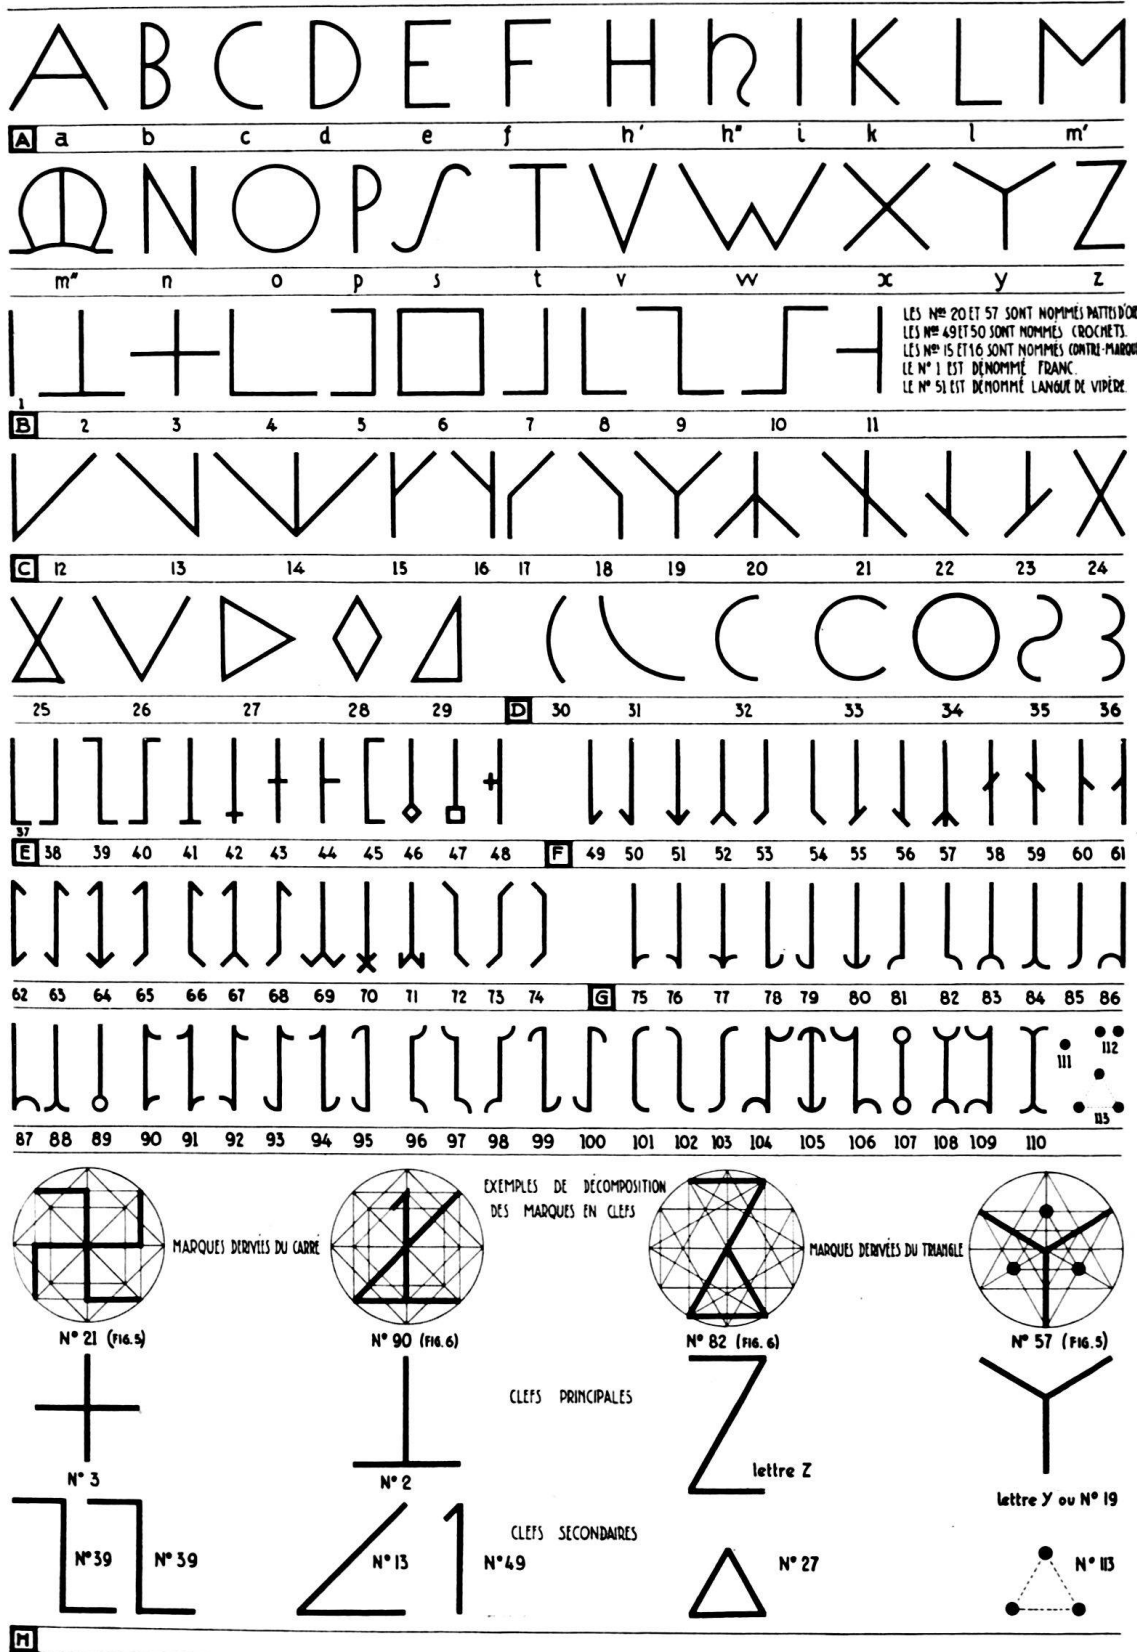 A B C D E F H h I K L M
A a b c d e f h' h" i k l m'
M N O P S T V W X Y Z
m" n o p s t v w x y z
LES Nos 20 ET 57 SONT NOMMÉS PATTES D'OIE
LES Nos 49 ET 50 SONT NOMMÉS CROCHETS.
LES Nos 15 ET 16 SONT NOMMÉS CONTRE-MARQUE
LE N° 1 EST DÉNOMMÉ FRANC.
LE N° 51 EST DÉNOMMÉ LANGUE DE VIPÈRE.
1
B 2 3 4 5 6 7 8 9 10 11
C 12 13 14 15 16 17 18 19 20 21 22 23 24
25 26 27 28 29 D 30 31 32 33 34 35 36
37
E 38 39 40 41 42 43 44 45 46 47 48 F 49 50 51 52 53 54 55 56 57 58 59 60 61
62 63 64 65 66 67 68 69 70 71 72 73 74 G 75 76 77 78 79 80 81 82 83 84 85 86
111 112
113
87 88 89 90 91 92 93 94 95 96 97 98 99 100 101 102 103 104 105 106 107 108 109 110
EXEMPLES DE DÉCOMPOSITION
DES MARQUES EN CLEFS
MARQUES DERIVÉES DU CARRÉ
MARQUES DERIVÉES DU TRIANGLE
N° 21 (FIG. 5) N° 90 (FIG. 6) N° 82 (FIG. 6) N° 57 (FIG. 5)
CLEFS PRINCIPALES
N° 3 N° 2 lettre Z lettre Y ou N° 19
CLEFS SECONDAIRES
N° 39 N° 39 N° 13 N° 49 N° 27 N° 113
H